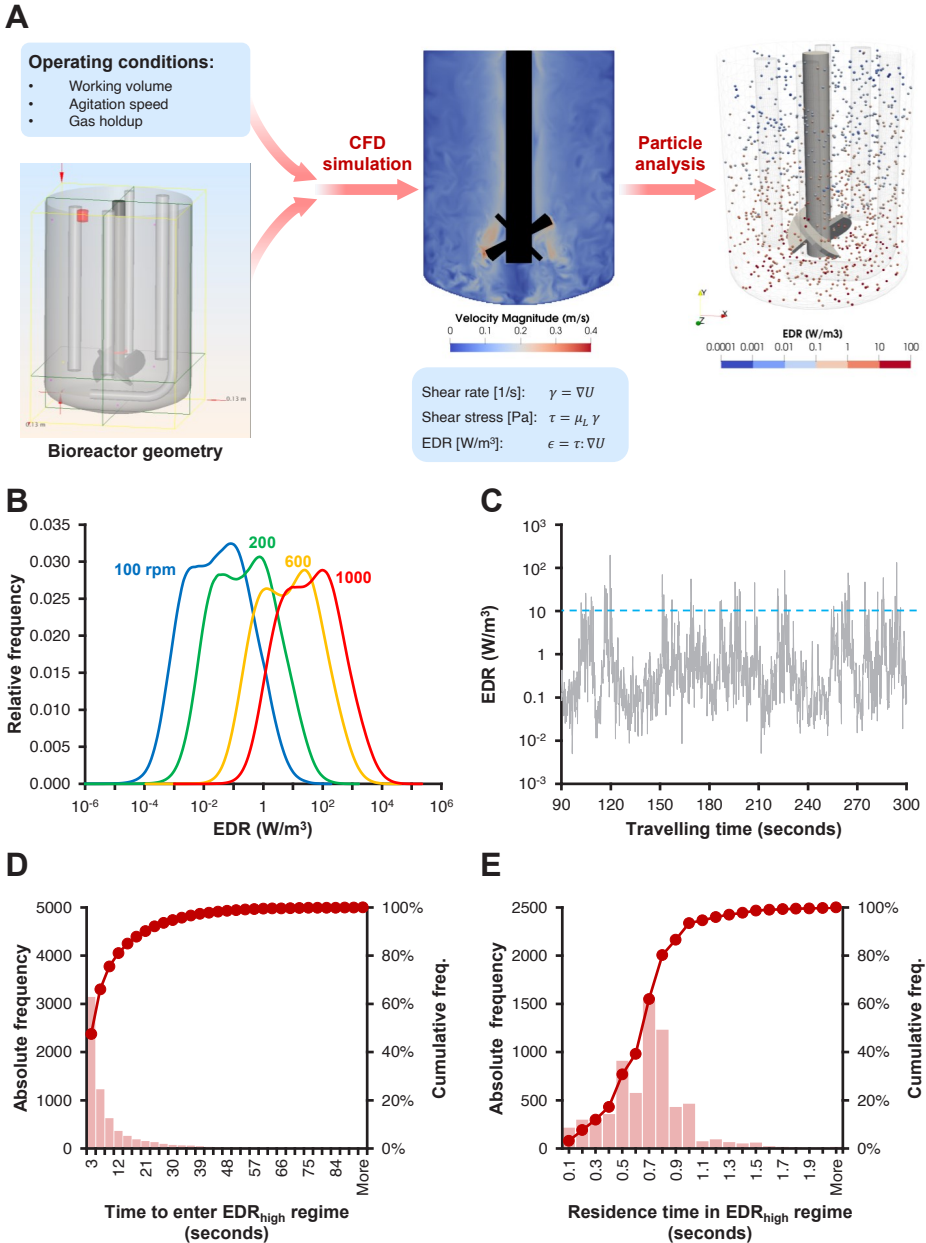 A
Operating conditions:
• Working volume
• Agitation speed
• Gas holdup
CFD
simulation
Particle
analysis
0.13 m
0.13 m
Bioreactor geometry
Velocity Magnitude (m/s)
0 0.1 0.2 0.3 0.4
Y
X
Z
EDR (W/m3)
0.0001 0.001 0.01 0.1 1 10 100
Shear rate [1/s]: γ = ∇U
Shear stress [Pa]: τ = μL γ
EDR [W/m³]: ϵ = τ: ∇U
B
Relative frequency
0.035
0.030
0.025
0.020
0.015
0.010
0.005
0.000
100 rpm
200
600
1000
10⁻⁶ 10⁻⁴ 10⁻² 1 10² 10⁴ 10⁶
EDR (W/m³)
C
EDR (W/m³)
10³
10²
10
1
0.1
10⁻²
10⁻³
90 120 150 180 210 240 270 300
Travelling time (seconds)
D
Absolute frequency
5000
4000
3000
2000
1000
0
100%
80%
60%
40%
20%
0%
Cumulative freq.
3 12 21 30 39 48 57 66 75 84 More
Time to enter EDRhigh regime
(seconds)
E
Absolute frequency
2500
2000
1500
1000
500
0
100%
80%
60%
40%
20%
0%
Cumulative freq.
0.1 0.3 0.5 0.7 0.9 1.1 1.3 1.5 1.7 1.9 More
Residence time in EDRhigh regime
(seconds)